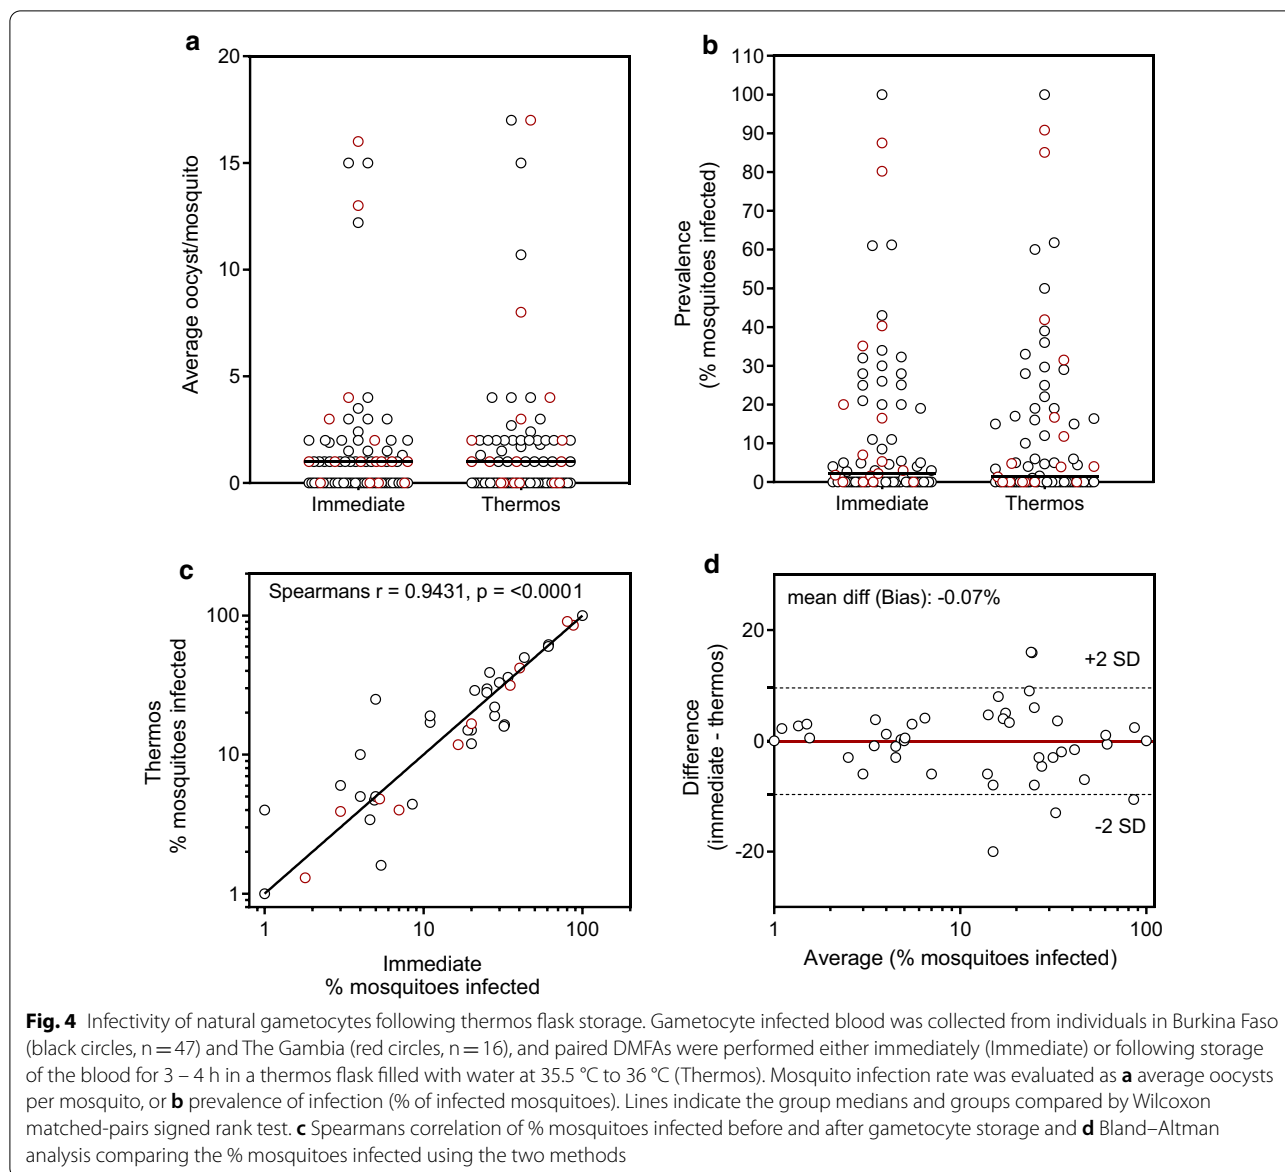 a
20
15
10
5
0
Average oocyst/mosquito
Immediate
Thermos
b
110
100
90
80
70
60
50
40
30
20
10
0
Prevalence
(% mosquitoes infected)
Immediate
Thermos
c
Spearmans r = 0.9431, p = <0.0001
100
10
1
Thermos
% mosquitoes infected
1
10
100
Immediate
% mosquitoes infected
d
mean diff (Bias): -0.07%
20
0
-20
+2 SD
-2 SD
Difference
(immediate - thermos)
1
10
100
Average (% mosquitoes infected)
Fig. 4 Infectivity of natural gametocytes following thermos flask storage. Gametocyte infected blood was collected from individuals in Burkina Faso
(black circles, n = 47) and The Gambia (red circles, n = 16), and paired DMFAs were performed either immediately (Immediate) or following storage
of the blood for 3 – 4 h in a thermos flask filled with water at 35.5 °C to 36 °C (Thermos). Mosquito infection rate was evaluated as a average oocysts
per mosquito, or b prevalence of infection (% of infected mosquitoes). Lines indicate the group medians and groups compared by Wilcoxon
matched-pairs signed rank test. c Spearmans correlation of % mosquitoes infected before and after gametocyte storage and d Bland–Altman
analysis comparing the % mosquitoes infected using the two methods